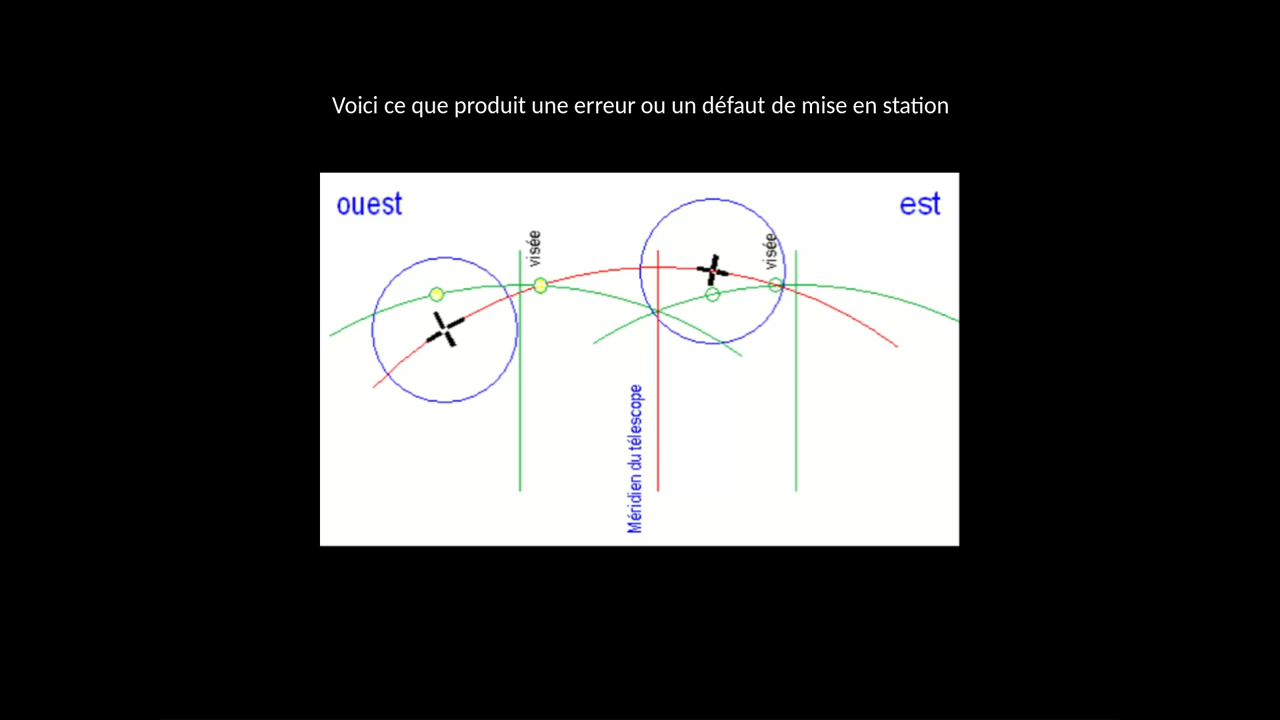 Voici ce que produit une erreur ou un défaut de mise en station
ouest
est
visée
visée
Méridien du télescope